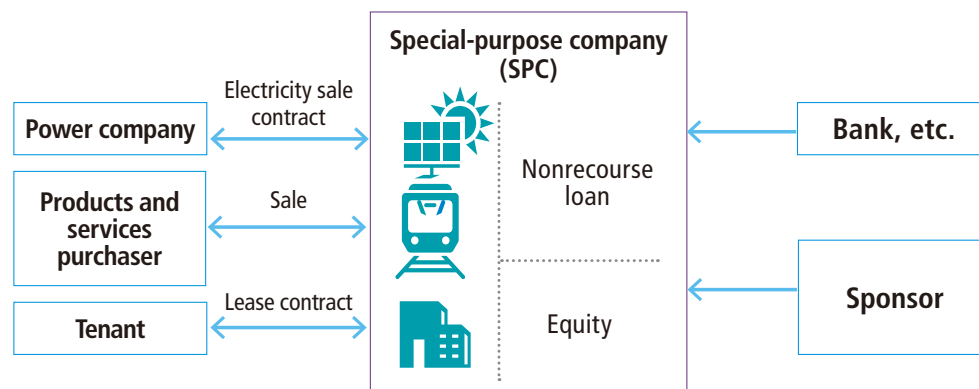 Special-purpose company
(SPC)
Electricity sale
contract
Power company
Bank, etc.
Nonrecourse
loan
Products and
services
purchaser
Sale
Lease contract
Tenant
Equity
Sponsor